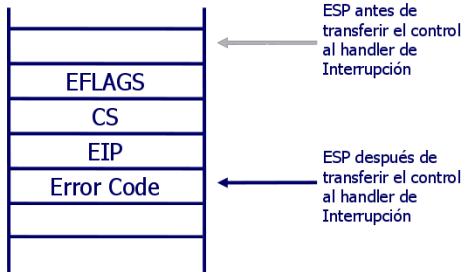 ESP antes de
transferir el control
al handler de
Interrupción
EFLAGS
CS
EIP
Error Code
ESP después de
transferir el control
al handler de
Interrupción